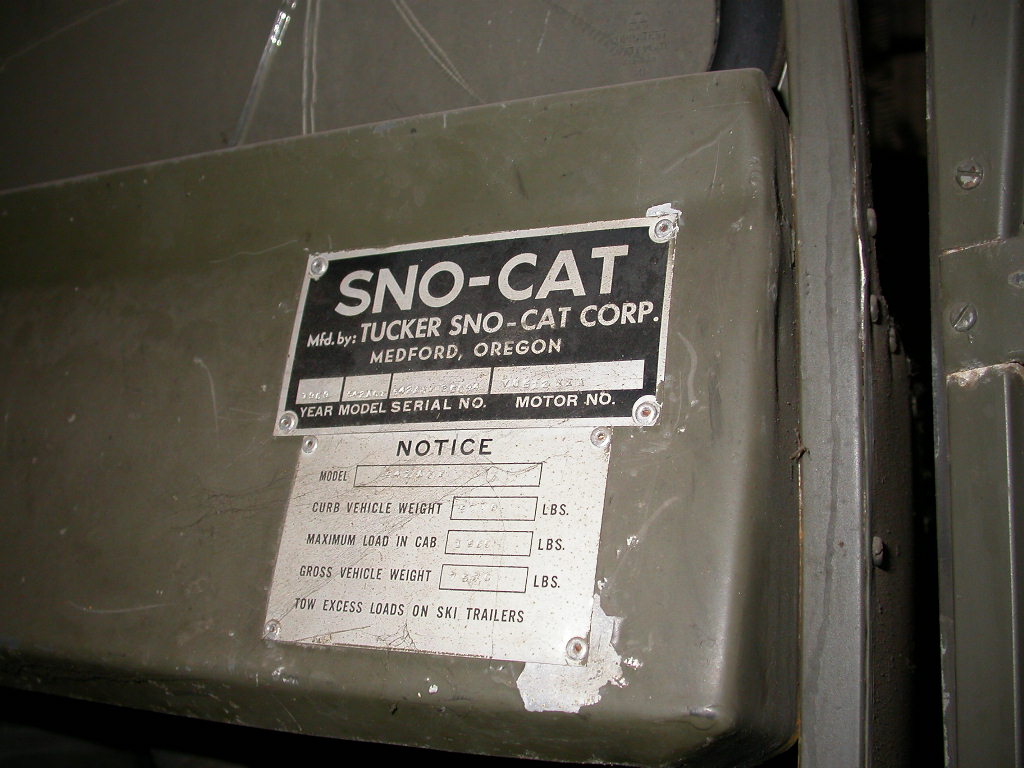 SNO-CAT
Mfd. by: TUCKER SNO-CAT CORP.
MEDFORD, OREGON
YEAR MODEL SERIAL NO. MOTOR NO.
NOTICE
MODEL
CURB VEHICLE WEIGHT LBS.
MAXIMUM LOAD IN CAB LBS.
GROSS VEHICLE WEIGHT LBS.
TOW EXCESS LOADS ON SKI TRAILERS